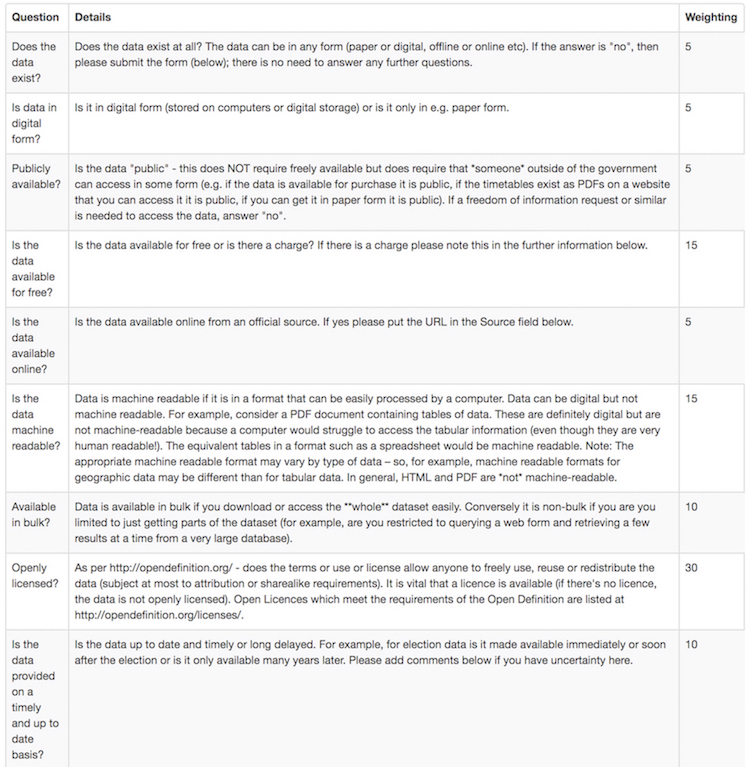 Question Details Weighting
Does the data exist? Does the data exist at all? The data can be in any form (paper or digital, offline or online etc). If the answer is "no", then
please submit the form (below); there is no need to answer any further questions. 5
Is data in digital form? Is it in digital form (stored on computers or digital storage) or is it only in e.g. paper form. 5
Publicly available? Is the data "public" - this does NOT require freely available but does require that *someone* outside of the government
can access in some form (e.g. if the data is available for purchase it is public, if the timetables exist as PDFs on a website
that you can access it it is public, if you can get it in paper form it is public). If a freedom of information request or similar
is needed to access the data, answer "no". 5
Is the data available for free? Is the data available for free or is there a charge? If there is a charge please note this in the further information below. 15
Is the data available online? Is the data available online from an official source. If yes please put the URL in the Source field below. 5
Is the data machine readable? Data is machine readable if it is in a format that can be easily processed by a computer. Data can be digital but not
machine readable. For example, consider a PDF document containing tables of data. These are definitely digital but are
not machine-readable because a computer would struggle to access the tabular information (even though they are very
human readable!). The equivalent tables in a format such as a spreadsheet would be machine readable. Note: The
appropriate machine readable format may vary by type of data – so, for example, machine readable formats for
geographic data may be different than for tabular data. In general, HTML and PDF are *not* machine-readable. 15
Available in bulk? Data is available in bulk if you download or access the **whole** dataset easily. Conversely it is non-bulk if you are you
limited to just getting parts of the dataset (for example, are you restricted to querying a web form and retrieving a few
results at a time from a very large database). 10
Openly licensed? As per http://opendefinition.org/ - does the terms or use or license allow anyone to freely use, reuse or redistribute the
data (subject at most to attribution or sharealike requirements). It is vital that a licence is available (if there's no licence,
the data is not openly licensed). Open Licences which meet the requirements of the Open Definition are listed at
http://opendefinition.org/licenses/. 30
Is the data provided on a timely and up to date basis? Is the data up to date and timely or long delayed. For example, for election data is it made available immediately or soon
after the election or is it only available many years later. Please add comments below if you have uncertainty here. 10